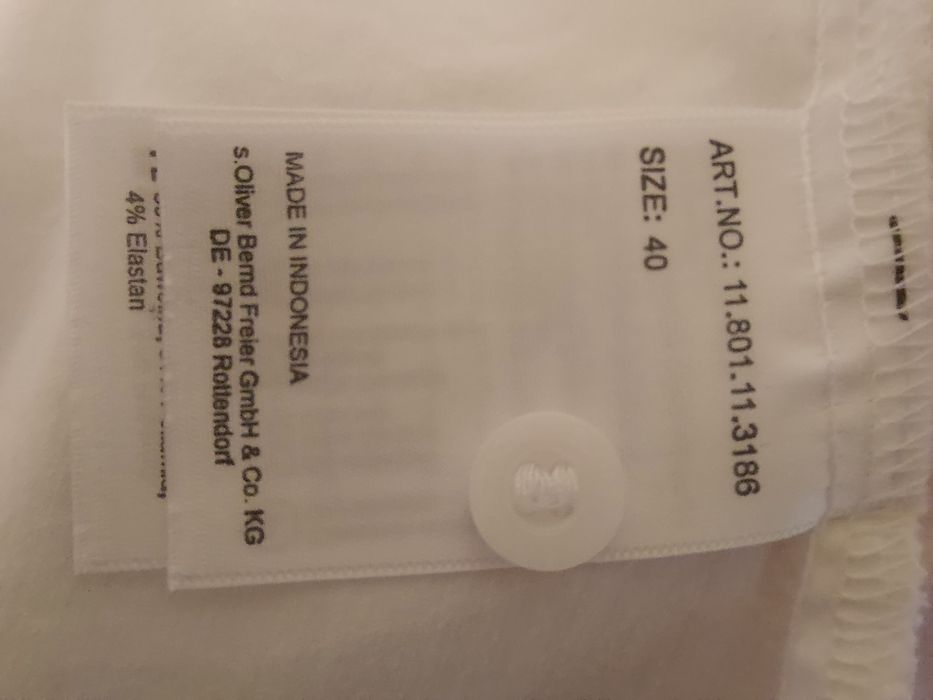 ART.NO.: 11.801.11.3186
SIZE: 40
MADE IN INDONESIA
s.Oliver Bernd Freier GmbH & Co. KG
DE - 97228 Rottendorf
4% Elastan